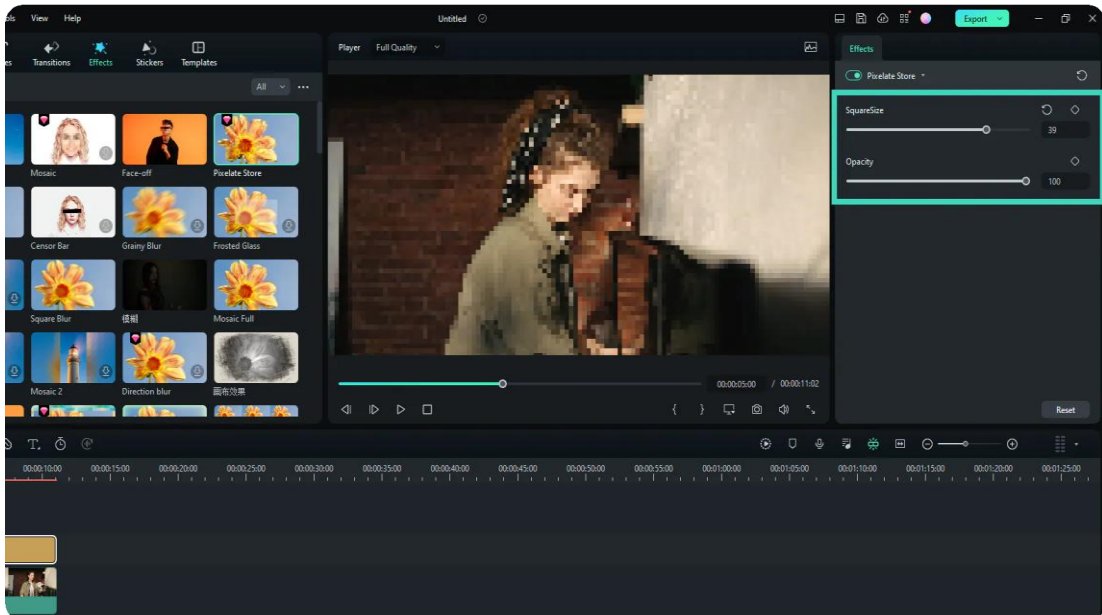 ols View Help
Untitled
Export
es Transitions Effects Stickers Templates
All
Mosaic Face-off Pixelate Store
Censor Bar Grainy Blur Frosted Glass
Square Blur 模糊 Mosaic Full
Mosaic 2 Direction blur 画布效果
Player Full Quality
00:00:05:00 / 00:00:11:02
{ }
Effects
Pixelate Store
SquareSize
39
Opacity
100
Reset
00:00:10:00 00:00:15:00 00:00:20:00 00:00:25:00 00:00:30:00 00:00:35:00 00:00:40:00 00:00:45:00 00:00:50:00 00:00:55:00 00:01:00:00 00:01:05:00 00:01:10:00 00:01:15:00 00:01:20:00 00:01:25:00